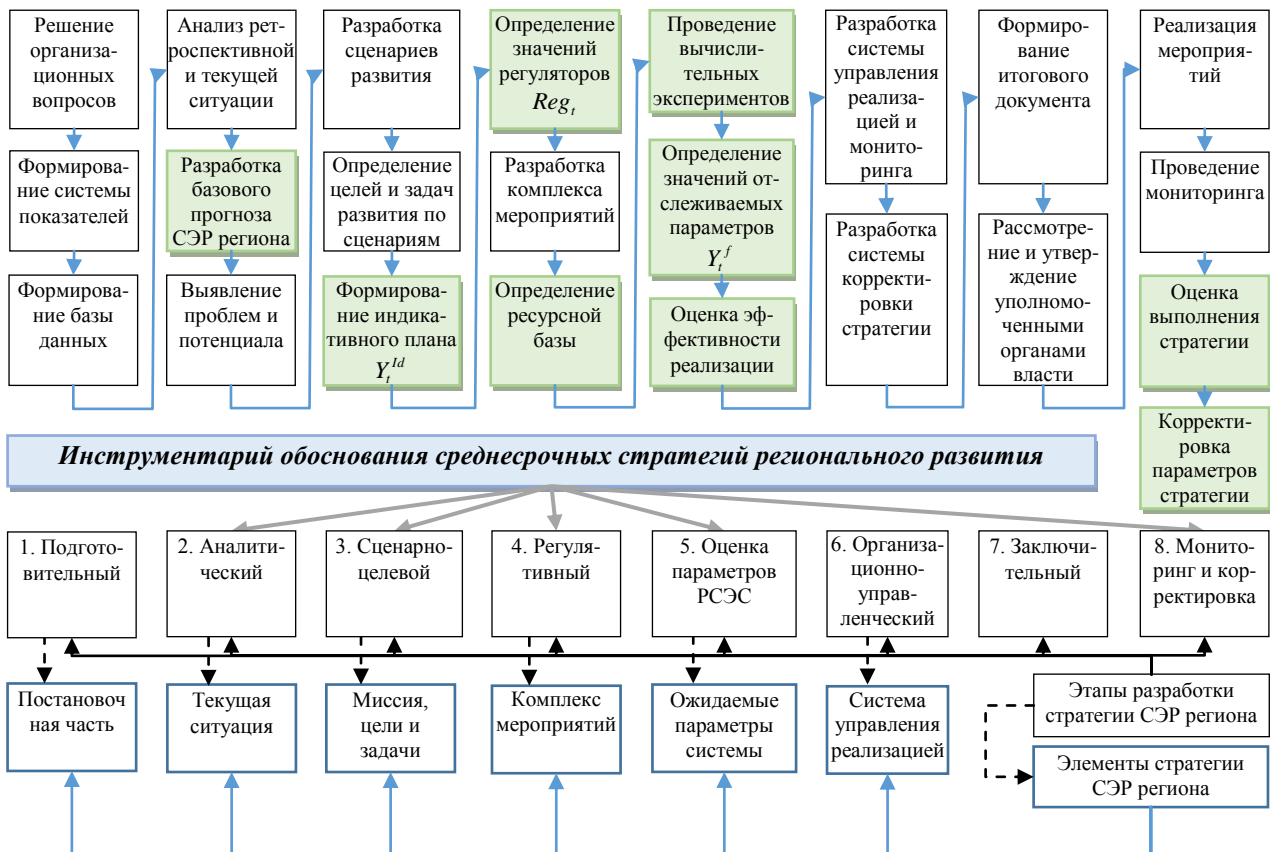 Решение
организа-
ционных
вопросов
Формирова-
ние системы
показателей
Формирова-
ние базы
данных
Анализ рет-
роспективной
и текущей
ситуации
Разработка
базового
прогноза
СЭР региона
Выявление
проблем и
потенциала
Разработка
сценариев
развития
Определение
целей и задач
развития по
сценариям
Формирова-
ние индика-
тивного плана
Y_t^{Id}
Определение
значений
регуляторов
Reg_t
Разработка
комплекса
мероприятий
Определение
ресурсной
базы
Проведение
вычисли-
тельных
экспериментов
Определение
значений от-
слеживаемых
параметров
Y_t^f
Оценка эф-
фективности
реализации
Разработка
системы
управления
реализа-
цией и
монито-
ринга
Разработка
системы
корректи-
ровки
стратегии
Формиро-
вание
итогового
документа
Рассмотре-
ние и утвер-
ждение
уполномо-
ченными
органами
власти
Реализация
мероприя-
тий
Проведение
мониторинга
Оценка
выполнения
стратегии
Корректи-
ровка
параметров
стратегии
Инструментарий обоснования среднесрочных стратегий регионального развития
1. Подгото-
вительный
2. Аналити-
ческий
3. Сценарно-
целевой
4. Регуля-
тивный
5. Оценка
параметров
РСЭС
6. Организа-
ционно-
управ-
ленческий
7. Заключи-
тельный
8. Монито-
ринг и кор-
ректировка
Постановоч
ная часть
Текущая
ситуация
Миссия,
цели и
задачи
Комплекс
мероприятий
Ожидаемые
параметры
системы
Система
управления
реализацией
Этапы разработки
стратегии СЭР региона
Элементы стратегии
СЭР региона